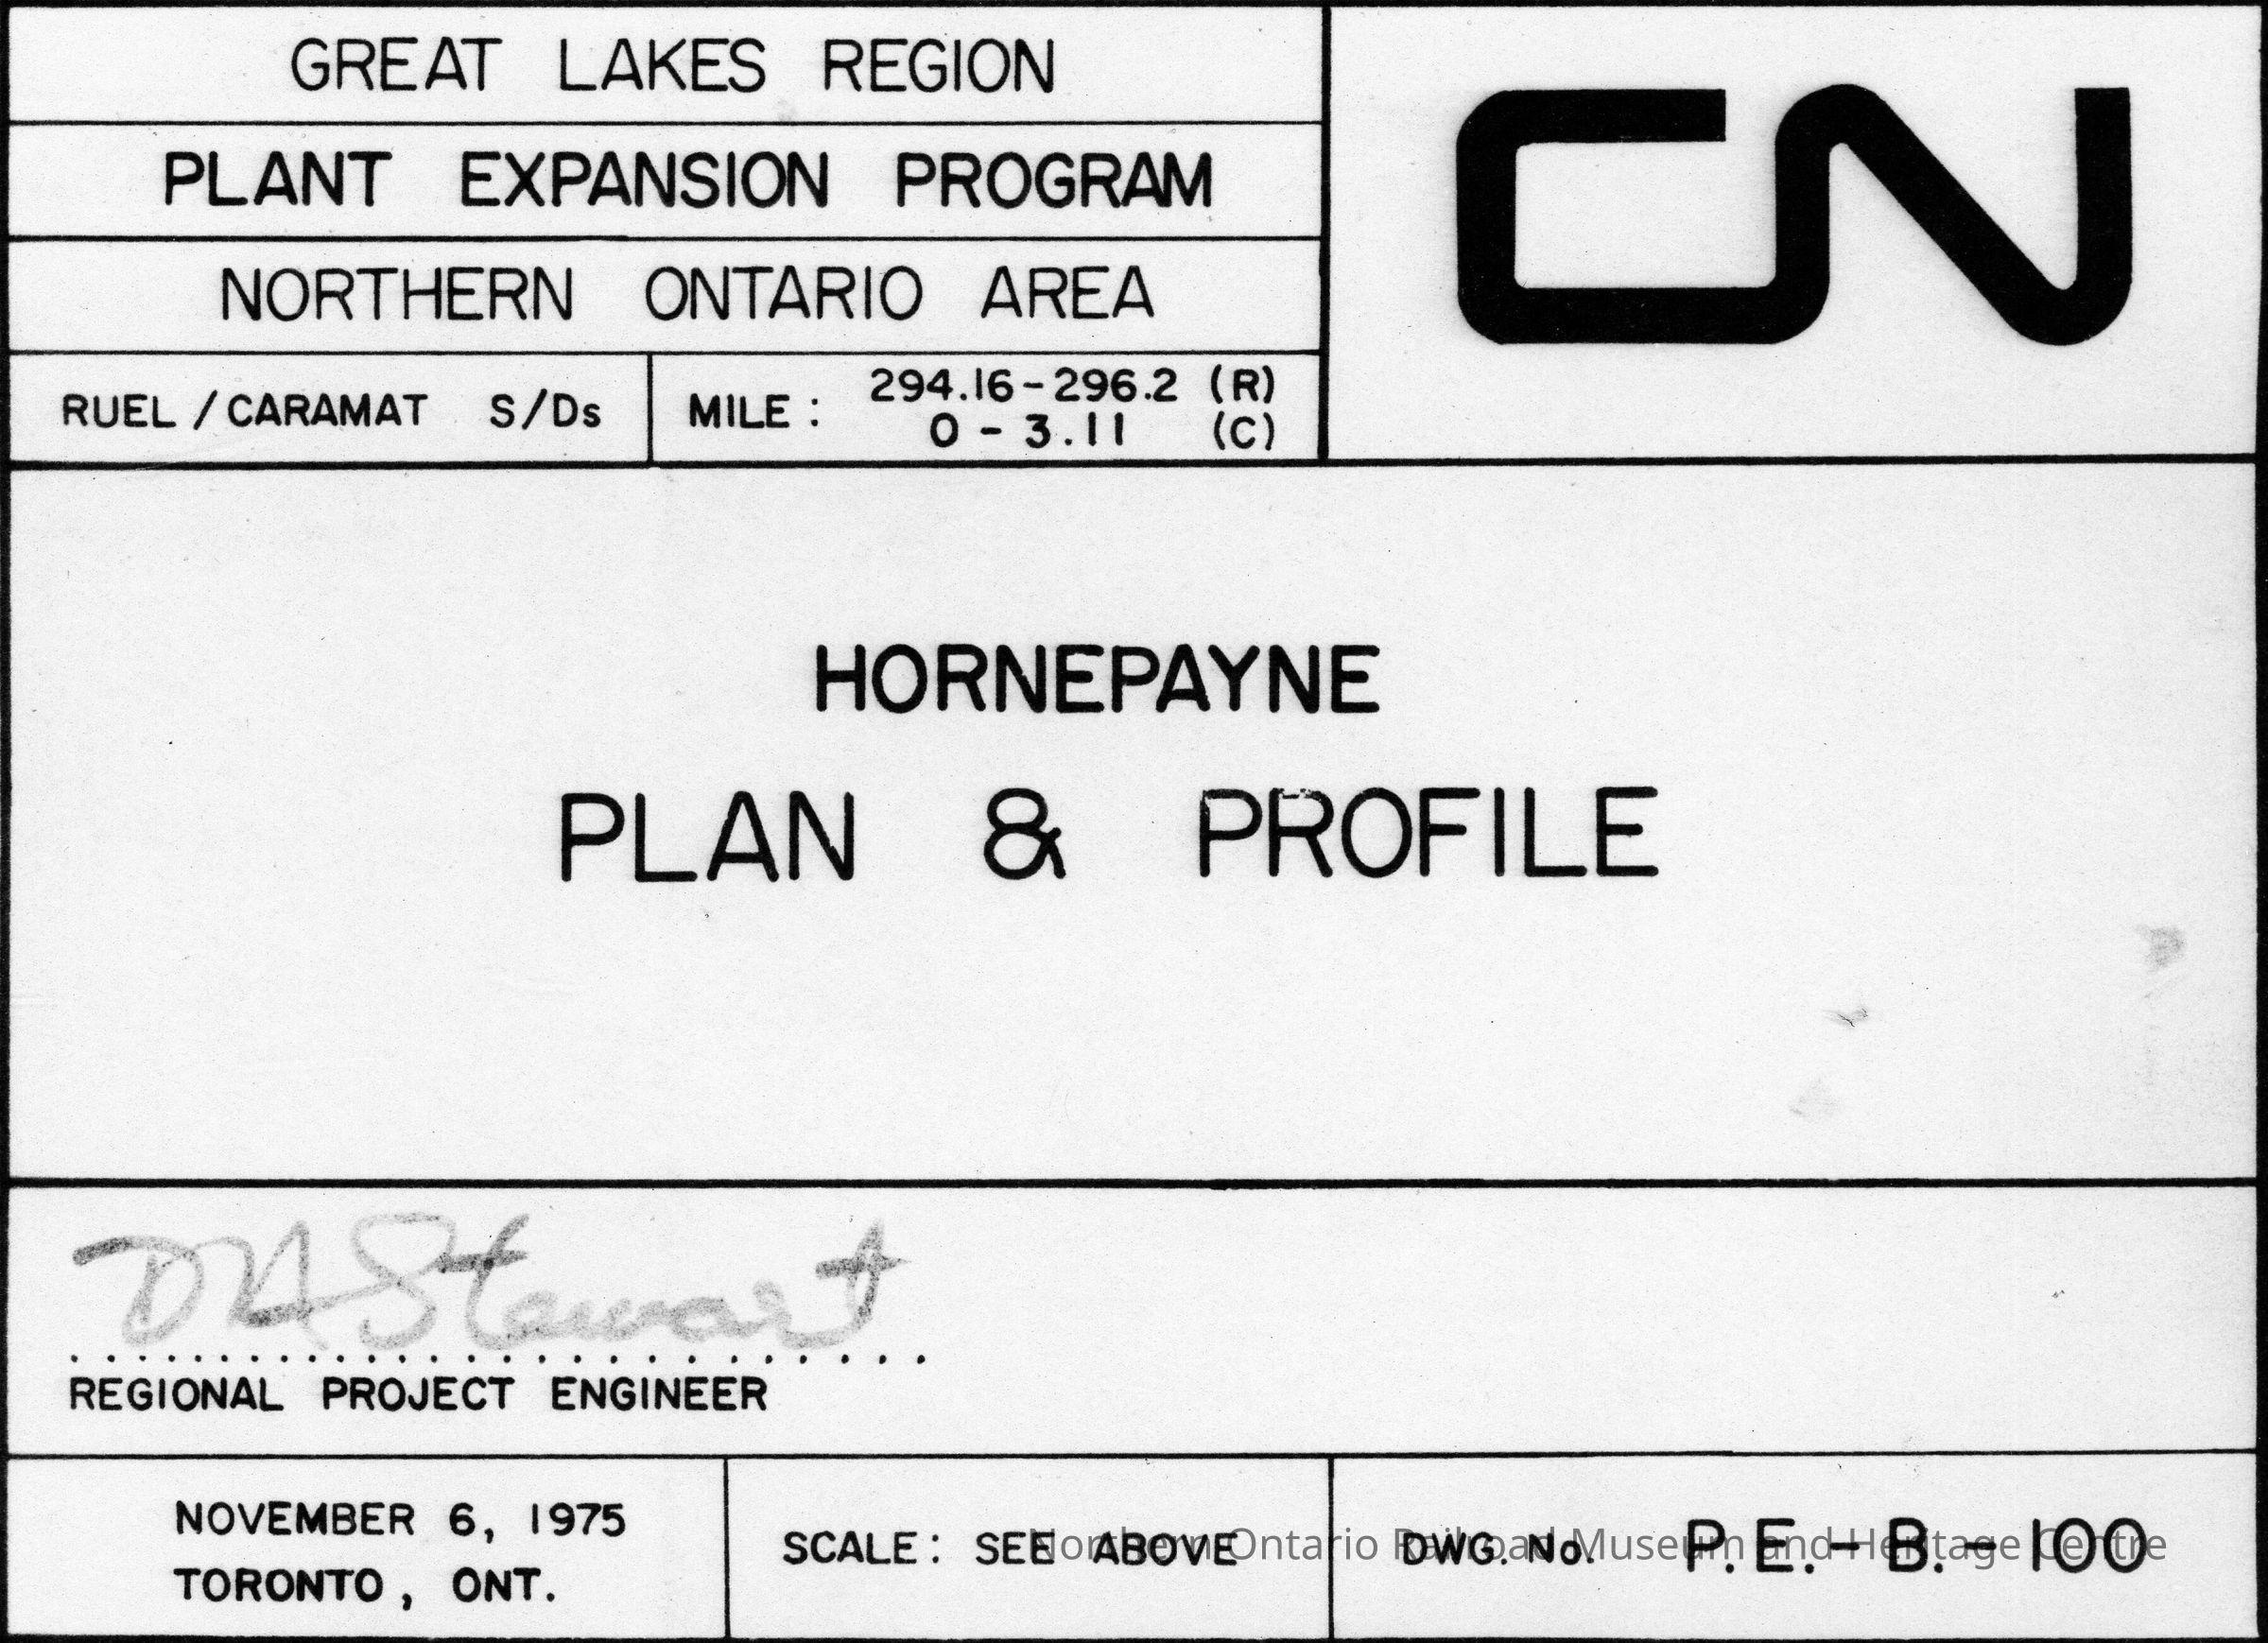 GREAT LAKES REGION
CN
PLANT EXPANSION PROGRAM
NORTHERN ONTARIO AREA
RUEL / CARAMAT S/Ds
MILE : 294.16 - 296.2 (R)
0 - 3.11 (C)
HORNEPAYNE
PLAN & PROFILE
DA Stewart
REGIONAL PROJECT ENGINEER
NOVEMBER 6, 1975
TORONTO, ONT.
SCALE: SEE ABOVE
DWG. No. P.E.-B.-100
Northern Ontario Railroad Museum and Heritage Centre